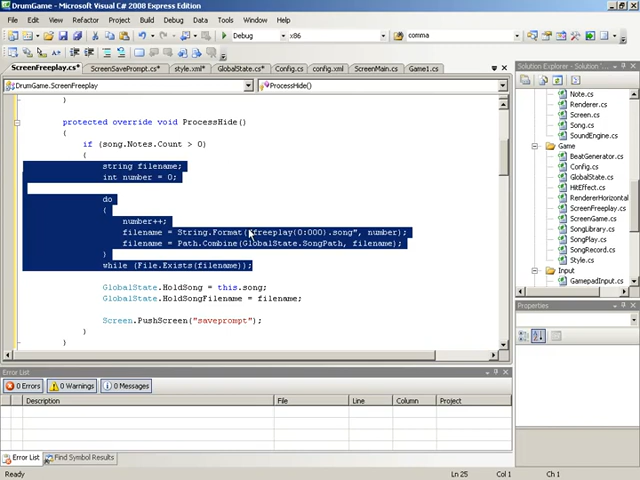 DrumGame - Microsoft Visual C# 2008 Express Edition
File Edit View Refactor Project Build Debug Data Tools Window Help
Debug x86 comma
ScreenFreeplay.cs* ScreenSavePrompt.cs* style.xml* GlobalState.cs* Config.cs config.xml ScreenMain.cs Game1.cs
DrumGame.ScreenFreeplay ProcessHide()
}
protected override void ProcessHide()
{
if (song.Notes.Count > 0)
{
string filename;
int number = 0;
do
{
number++;
filename = String.Format("freeplay{0:000}.song", number);
filename = Path.Combine(GlobalState.SongPath, filename);
}
while (File.Exists(filename));
GlobalState.HoldSong = this.song;
GlobalState.HoldSongFilename = filename;
Screen.PushScreen("saveprompt");
}
}
Solution Explorer - Solution '...
Note.cs
Renderer.cs
Screen.cs
Song.cs
SoundEngine.cs
Game
BeatGenerator.cs
Config.cs
GlobalState.cs
HitEffect.cs
RendererHorizontal
ScreenGame.cs
SongLibrary.cs
SongPlay.cs
SongRecord.cs
Style.cs
Input
GamepadInput.cs
Properties
Error List
0 Errors 0 Warnings 0 Messages
Description File Line Column Project
Error List Find Symbol Results
Ready Ln 25 Col 1 Ch 1